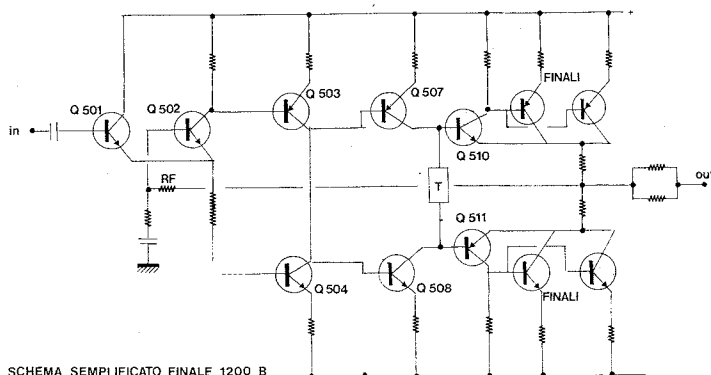 +
FINALI
Q 503
Q 507
Q 501
Q 502
in
Q 510
RF
T
out
Q 511
Q 504
Q 508
FINALI
SCHEMA SEMPLIFICATO FINALE 1200 B